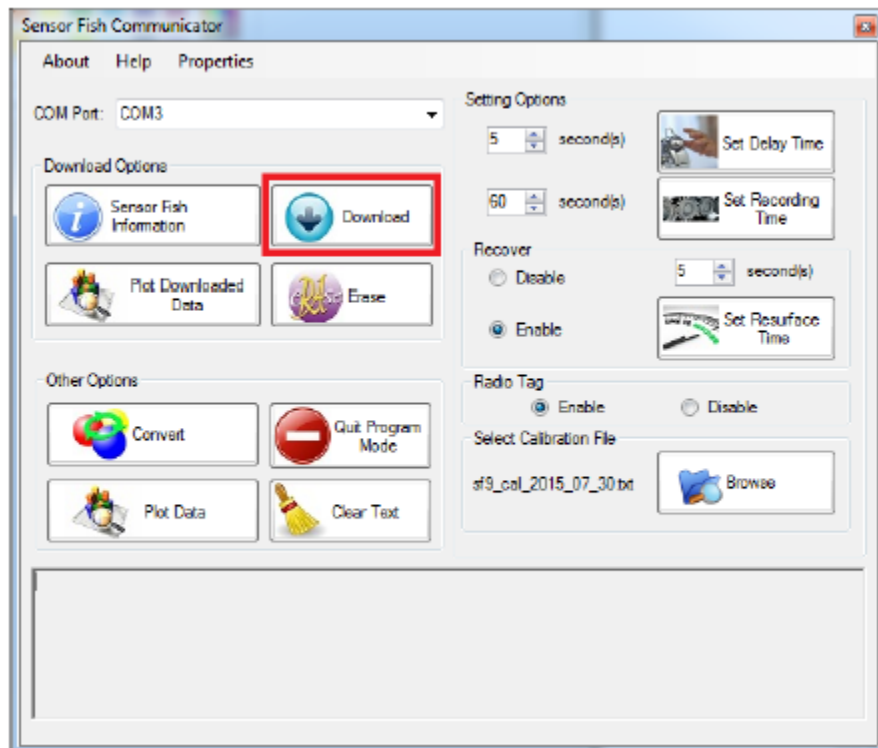 Sensor Fish Communicator
About Help Properties
COM Port: COM3
Download Options
Sensor Fish
Information
Download
Plot Downloaded
Data
Erase
Other Options
Convert
Quit Program
Mode
Plot Data
Clear Text
Setting Options
5 second(s)
Set Delay Time
60 second(s)
Set Recording
Time
Recover
Disable
5 second(s)
Enable
Set Resurface
Time
Radio Tag
Enable Disable
Select Calibration File
sf9_cal_2015_07_30.txt
Browse